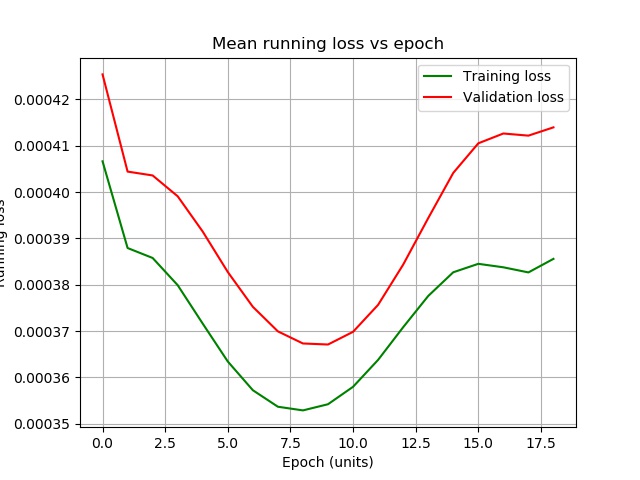 Mean running loss vs epoch
Training loss
Validation loss
0.00042
0.00041
0.00040
0.00039
0.00038
0.00037
0.00036
0.00035
Running loss
0.0 2.5 5.0 7.5 10.0 12.5 15.0 17.5
Epoch (units)